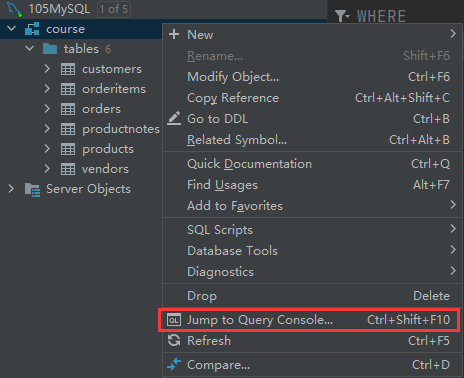 105MySQL 1 of 5
WHERE
course
tables 6
customers
orderitems
orders
productnotes
products
vendors
Server Objects
New
Rename... Shift+F6
Modify Object... Ctrl+F6
Copy Reference Ctrl+Alt+Shift+C
Go to DDL Ctrl+B
Related Symbol... Ctrl+Alt+B
Quick Documentation Ctrl+Q
Find Usages Alt+F7
Add to Favorites
SQL Scripts
Database Tools
Diagnostics
Drop Delete
QL Jump to Query Console... Ctrl+Shift+F10
Refresh Ctrl+F5
Compare... Ctrl+D